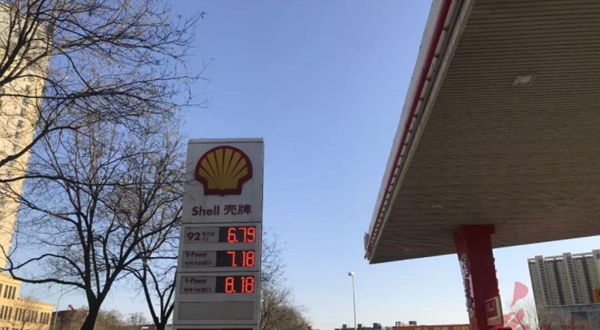 Shell 壳牌
92 6.79
V-Power 7.18
V-Power 8.18